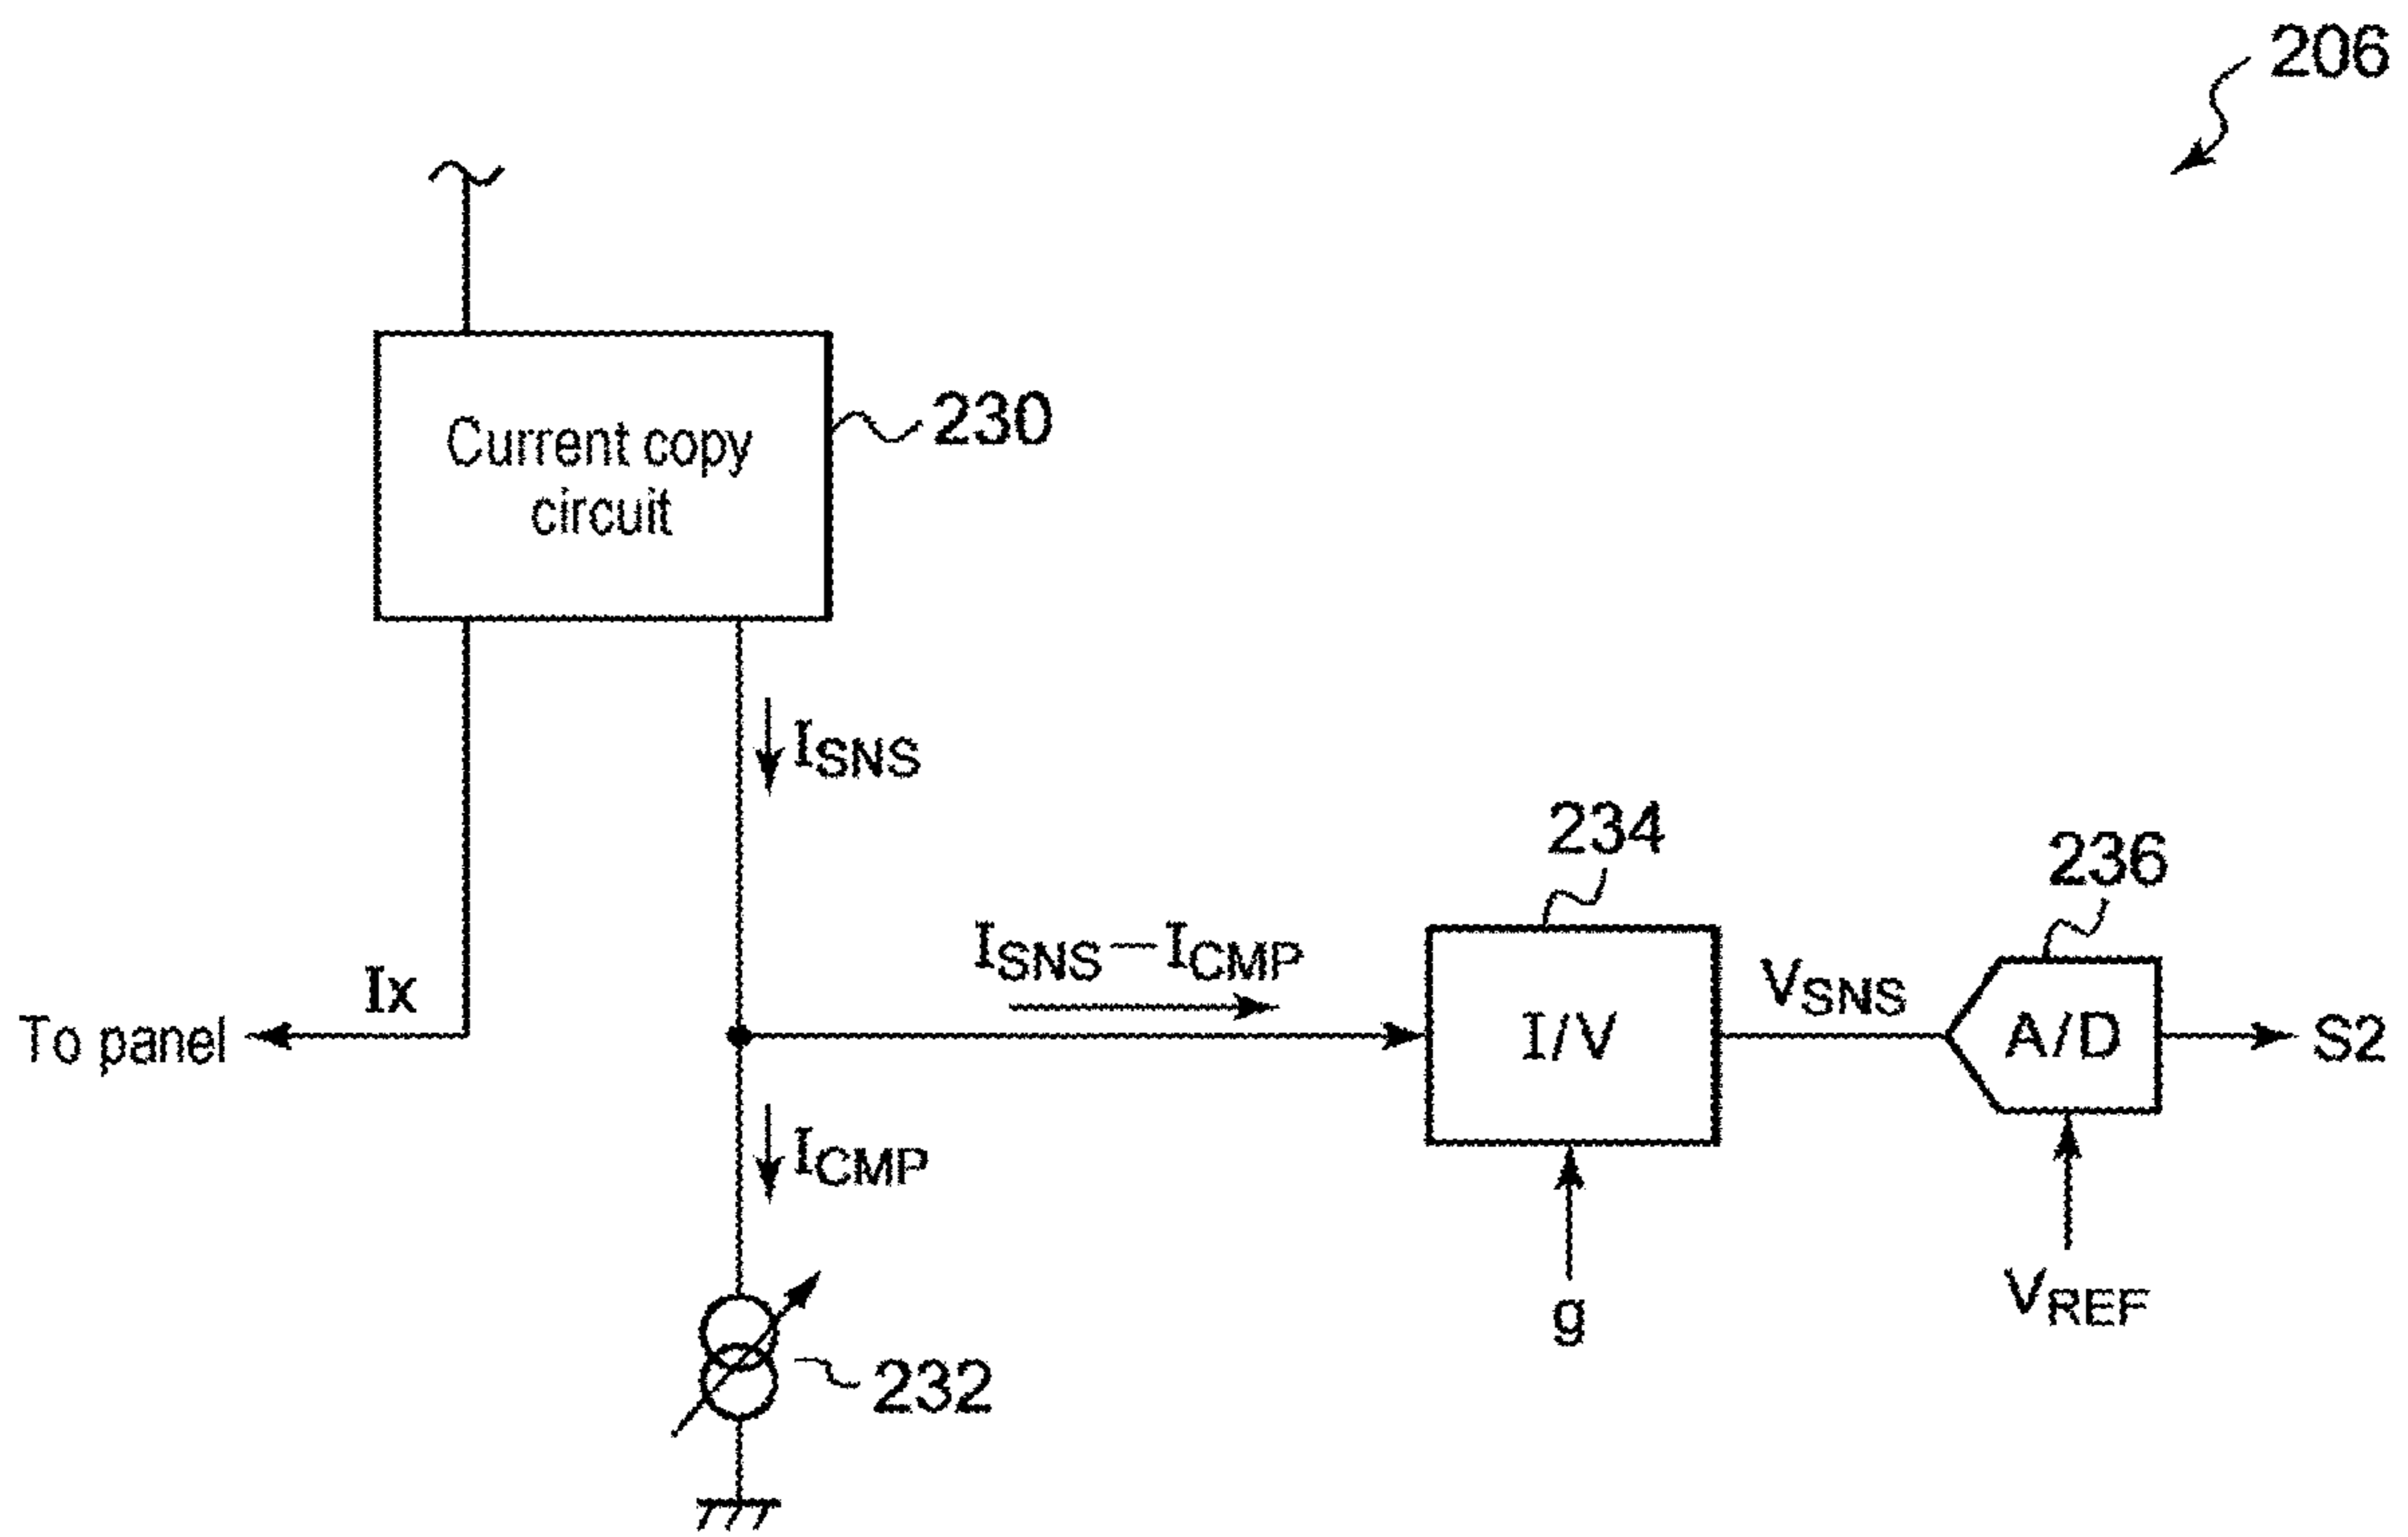 206
Current copy
circuit
230
ISNS
234
236
ISNS－ICMP
VSNS
Ix
To panel
I/V
A/D
S2
ICMP
g
VREF
232